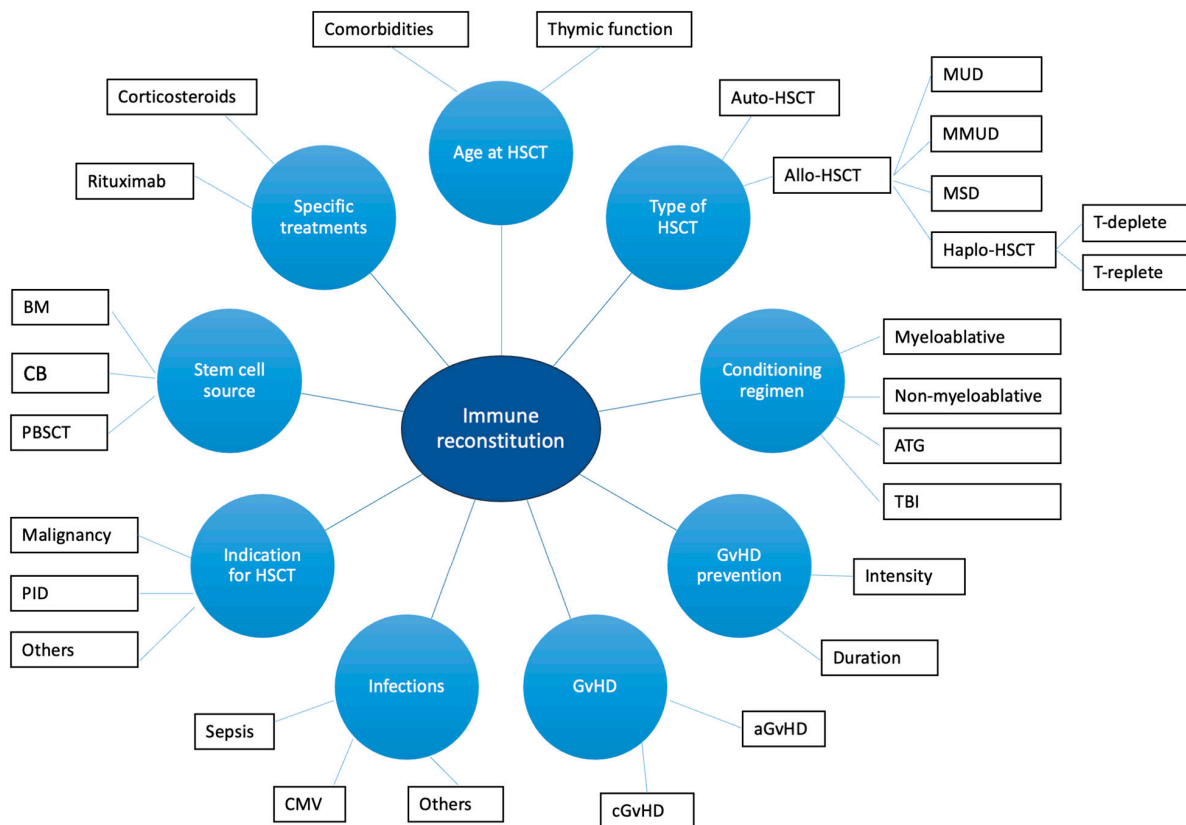 Comorbidities
Thymic function
Corticosteroids
Rituximab
Age at HSCT
Specific
treatments
Auto-HSCT
Allo-HSCT
Type of
HSCT
MUD
MMUD
MSD
Haplo-HSCT
T-deplete
T-replete
BM
CB
PBSCT
Stem cell
source
Immune
reconstitution
Conditioning
regimen
Myeloablative
Non-myeloablative
ATG
TBI
Malignancy
PID
Others
Indication
for HSCT
GvHD
prevention
Intensity
Duration
Infections
Sepsis
CMV
Others
GvHD
aGvHD
cGvHD